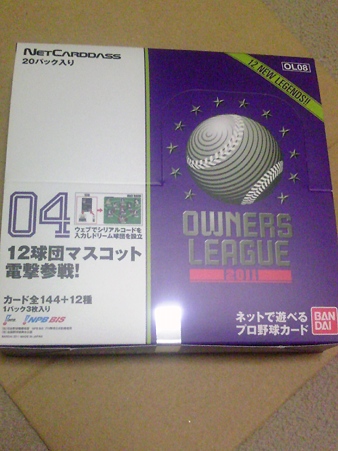 NETCARDDASS
20パック入り
OL08
12 NEW LEGENDS!!
04
ウェブでシリアルコードを
入力しドリーム球団を設立
12球団マスコット
電撃参戦!
カード全144+12種
1パック3枚入り
NPB BIS
OWNERS
LEAGUE
2011
ネットで遊べる
プロ野球カード
BAN
DAI